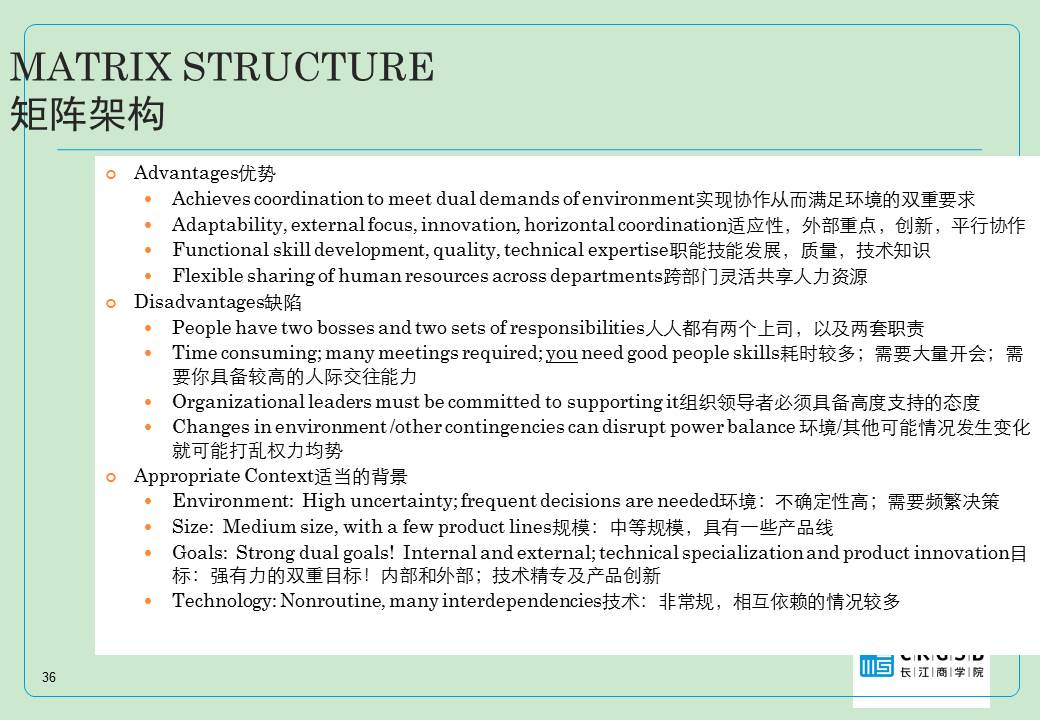 MATRIX STRUCTURE
矩阵架构
Advantages优势
Achieves coordination to meet dual demands of environment实现协作从而满足环境的双重要求
Adaptability, external focus, innovation, horizontal coordination适应性，外部重点，创新，平行协作
Functional skill development, quality, technical expertise职能技能发展，质量，技术知识
Flexible sharing of human resources across departments跨部门灵活共享人力资源
Disadvantages缺陷
People have two bosses and two sets of responsibilities人人都有两个上司，以及两套职责
Time consuming; many meetings required; you need good people skills耗时较多；需要大量开会；需
要你具备较高的人际交往能力
Organizational leaders must be committed to supporting it组织领导者必须具备高度支持的态度
Changes in environment /other contingencies can disrupt power balance 环境/其他可能情况发生变化
就可能打乱权力均势
Appropriate Context适当的背景
Environment: High uncertainty; frequent decisions are needed环境：不确定性高；需要频繁决策
Size: Medium size, with a few product lines规模：中等规模，具有一些产品线
Goals: Strong dual goals! Internal and external; technical specialization and product innovation目
标：强有力的双重目标！内部和外部；技术精专及产品创新
Technology: Nonroutine, many interdependencies技术：非常规，相互依赖的情况较多
长江商学院
36